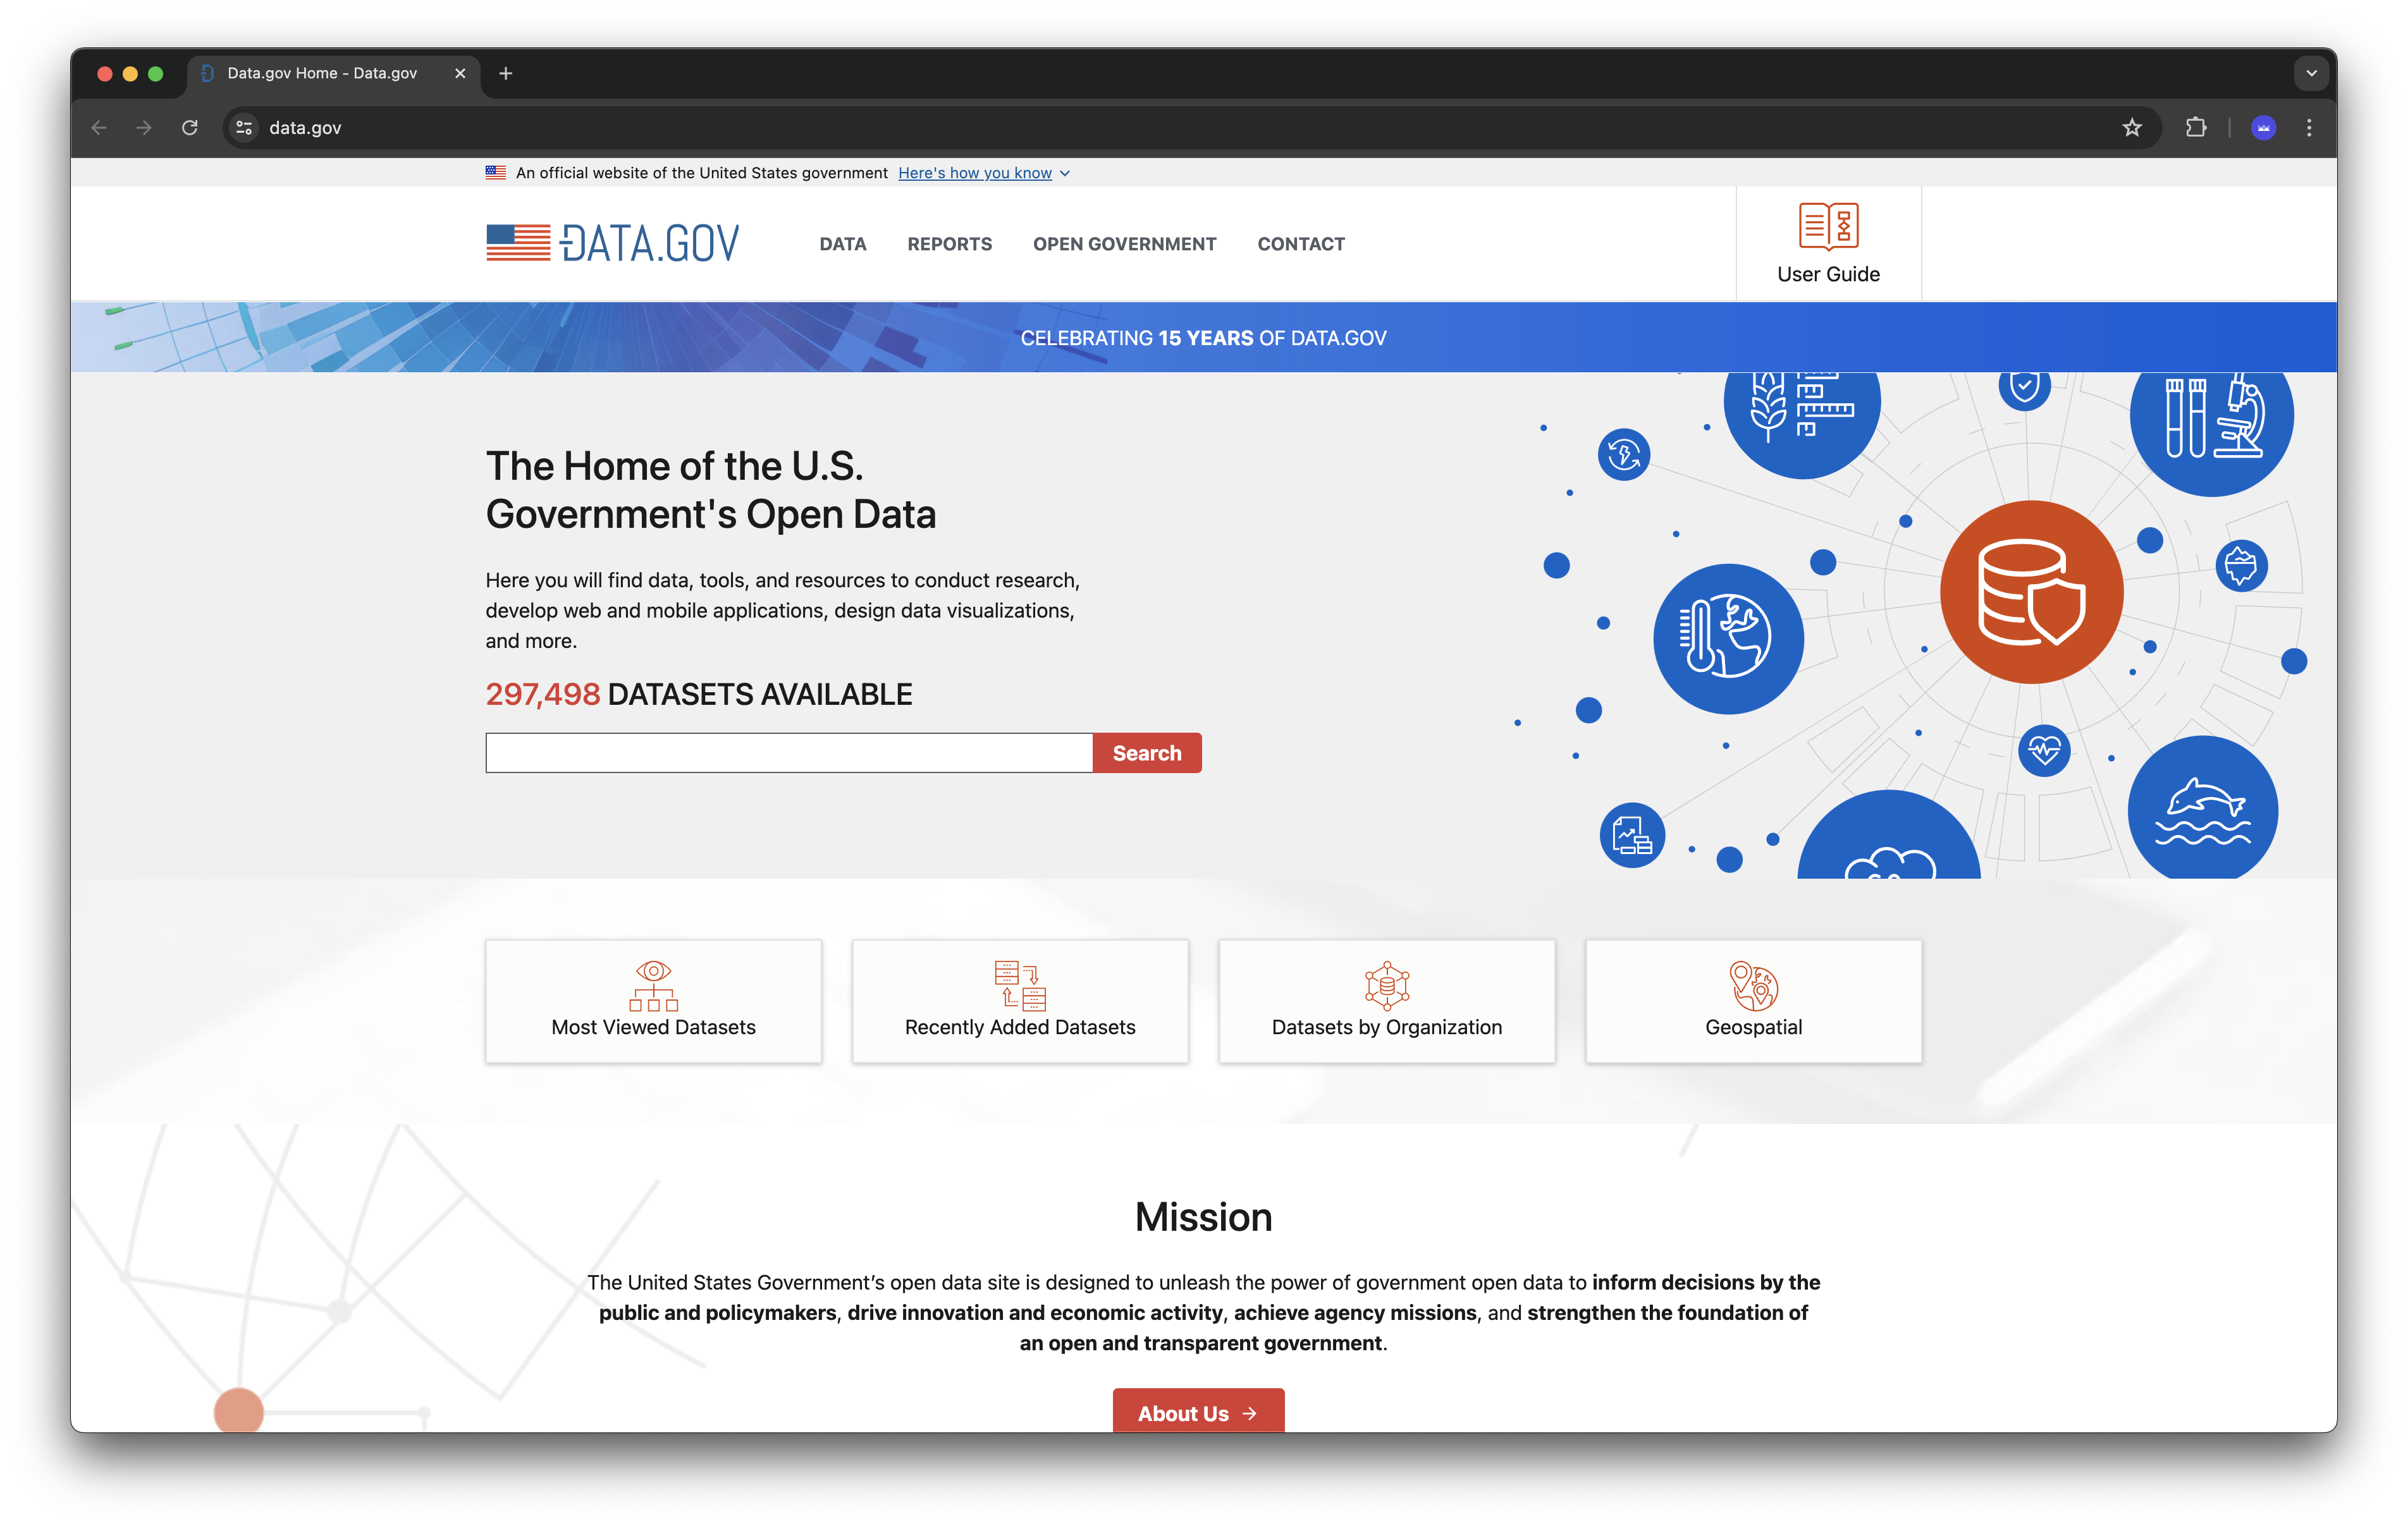 Data.gov Home - Data.gov
data.gov
An official website of the United States government Here's how you know
DATA.GOV
DATA REPORTS OPEN GOVERNMENT CONTACT
User Guide
CELEBRATING 15 YEARS OF DATA.GOV
The Home of the U.S.
Government's Open Data
Here you will find data, tools, and resources to conduct research,
develop web and mobile applications, design data visualizations,
and more.
297,498 DATASETS AVAILABLE
Search
Most Viewed Datasets
Recently Added Datasets
Datasets by Organization
Geospatial
Mission
The United States Government’s open data site is designed to unleash the power of government open data to inform decisions by the
public and policymakers, drive innovation and economic activity, achieve agency missions, and strengthen the foundation of
an open and transparent government.
About Us